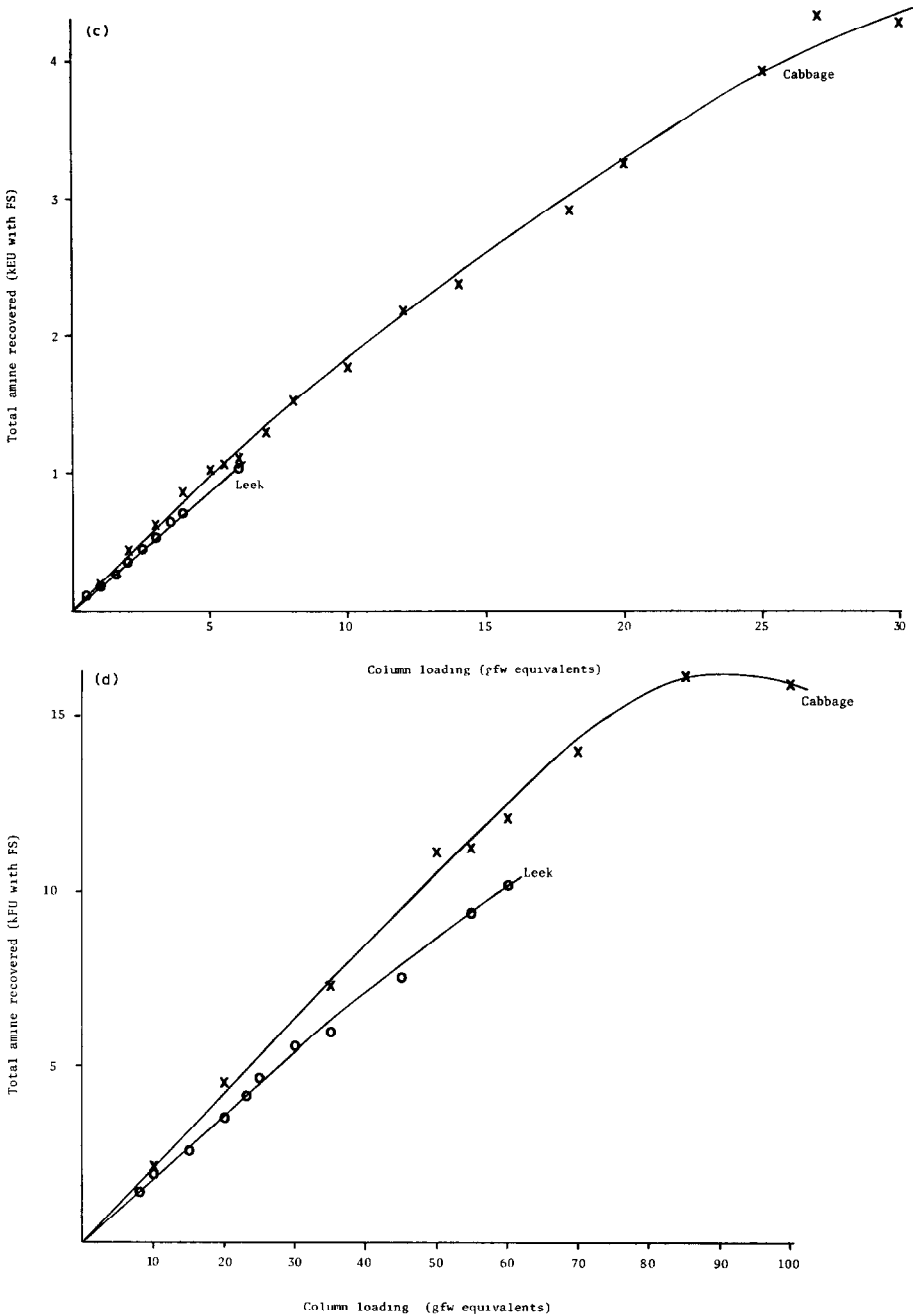 (c)
4
3
2
1
Total amine recovered (kEU with FS)
Cabbage
Leek
5 10 15 20 25 30
Column loading (gfw equivalents)
(d)
15
10
5
Total amine recovered (kFU with FS)
Cabbage
Leek
10 20 30 40 50 60 70 80 90 100
Column loading (gfw equivalents)